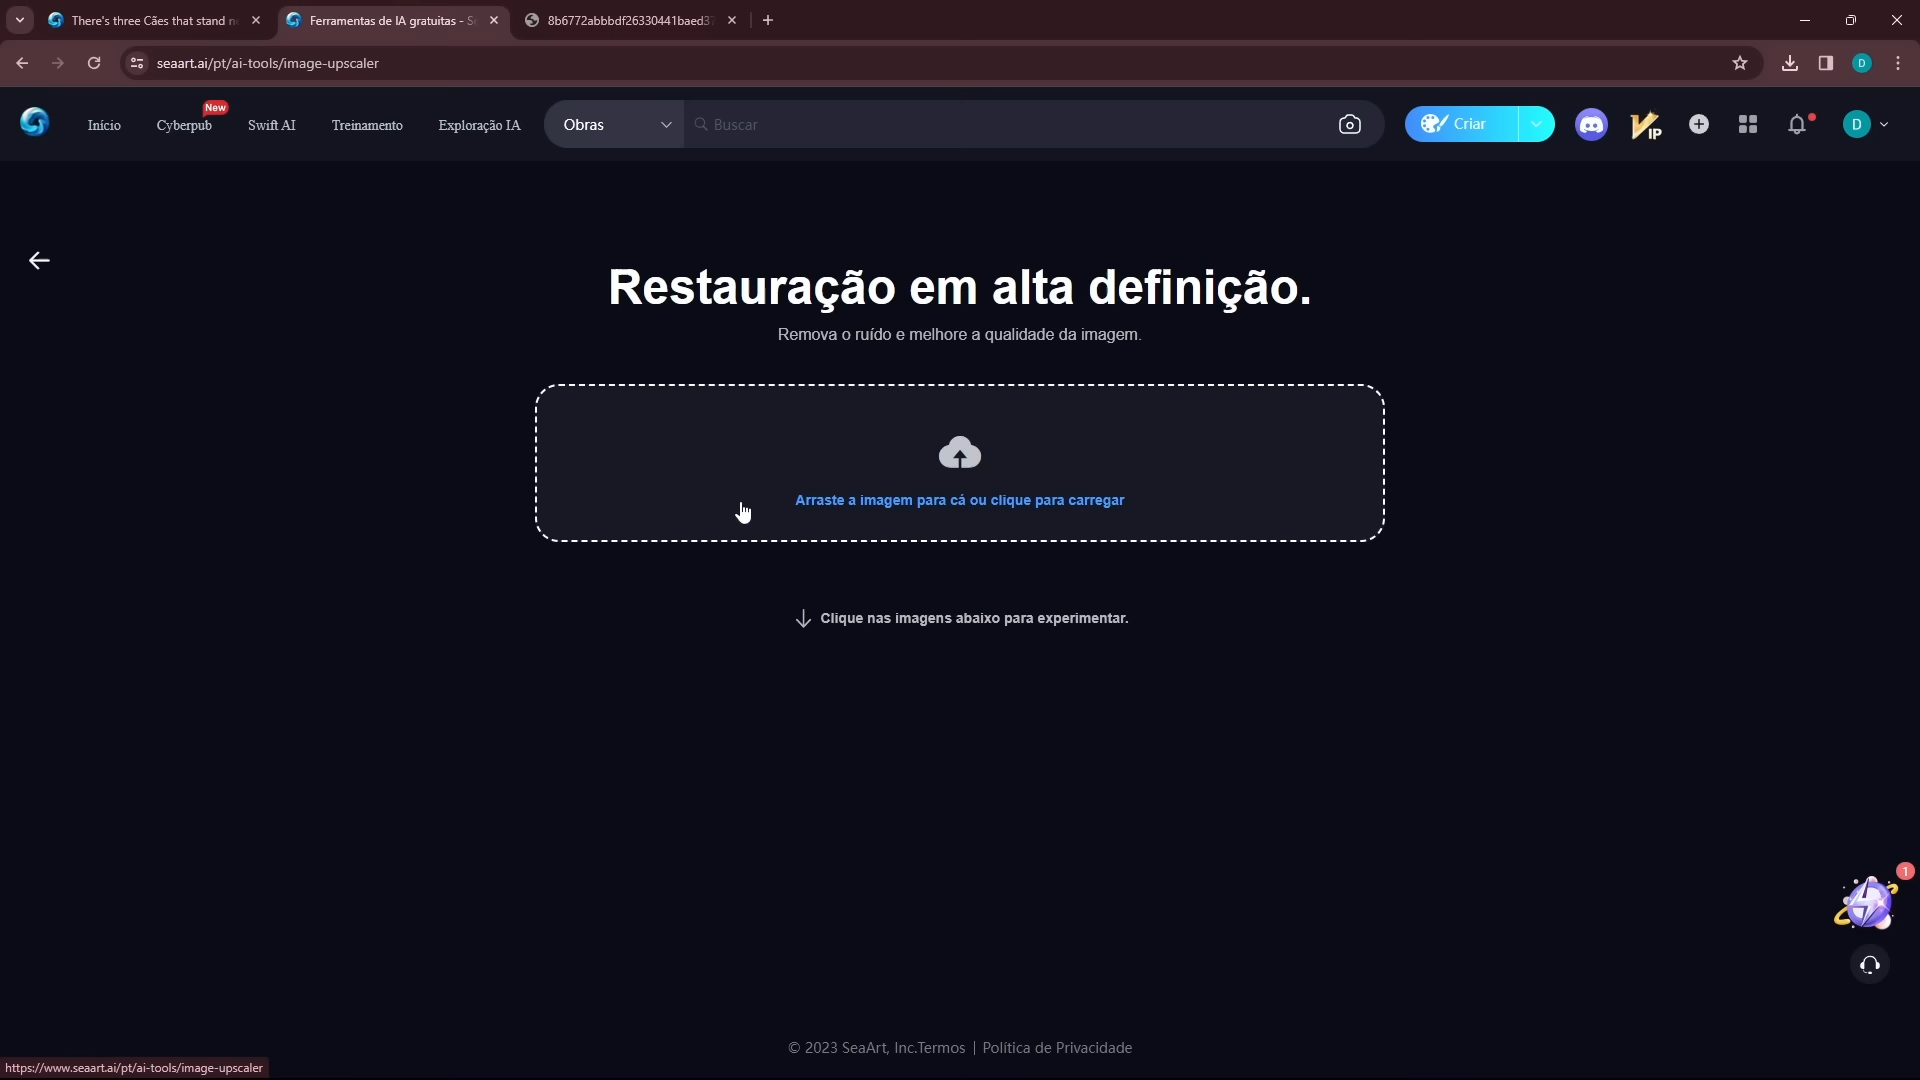 There's three Cães that stand n
Ferramentas de IA gratuitas - S
8b6772abbbdf26330441baed3
seaart.ai/pt/ai-tools/image-upscaler
D
Início
Cyberpub
New
Swift AI
Treinamento
Exploração IA
Obras
Buscar
Criar
VIP
D
Restauração em alta definição.
Remova o ruído e melhore a qualidade da imagem.
Arraste a imagem para cá ou clique para carregar
Clique nas imagens abaixo para experimentar.
1
© 2023 SeaArt, Inc.Termos | Política de Privacidade
https://www.seaart.ai/pt/ai-tools/image-upscaler